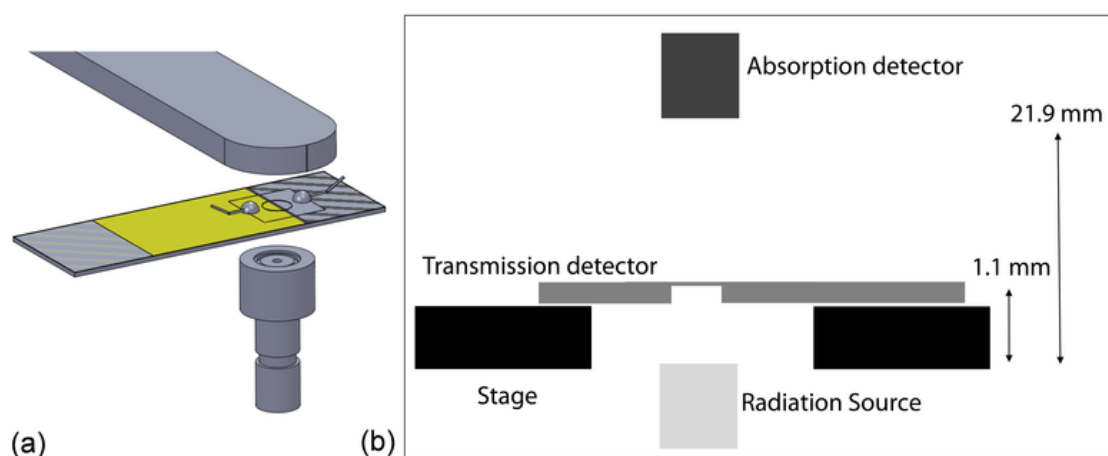 Absorption detector
21.9 mm
Transmission detector
1.1 mm
Stage
Radiation Source
(a)
(b)